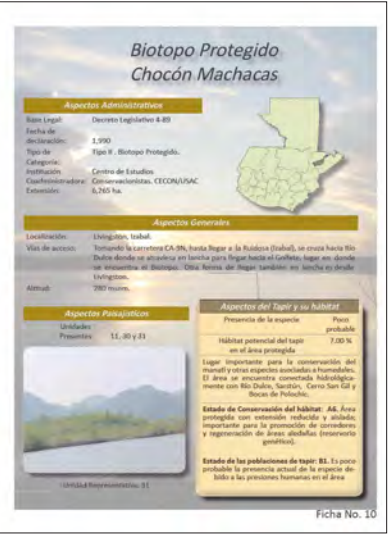 Biotopo Protegido
Chocón Machacas
Aspectos Administrativos
Base Legal: Decreto Legislativo 4-89
Fecha de
declaración: 1,990
Tipo de Tipo II . Biotopo Protegido.
Categoría:
Institución Centro de Estudios
Coadministradora: Conservacionistas. CECON/USAC
Extensión: 6,265 ha.
Aspectos Generales
Localización: Livingston, Izabal.
Vías de acceso: Tomando la carretera CA-9N, hasta llegar a la Ruidosa (Izabal), se cruza hacia Río
Dulce donde se atraviesa en lancha para llegar hacia el Golfete, lugar en donde
se encuentra el Biotopo. Otra forma de llegar también en lancha es desde
Livingston.
Altitud: 280 msnm.
Aspectos Paisajísticos
Unidades
Presentes: 11, 30 y 31
Unidad Representativa: 31
Aspectos del Tapir y su hábitat
Presencia de la especie Poco
probable
Hábitat potencial del tapir 7.00 %
en el área protegida
Lugar importante para la conservación del
manatí y otras especies asociadas a humedales.
El área se encuentra conectada hidrológica-
mente con Río Dulce, Sarstún, Cerro San Gil y
Bocas de Polochic.
Estado de Conservación del hábitat: A6. Área
protegida con extensión reducida y aislada;
importante para la promoción de corredores
y regeneración de áreas aledañas (reservorio
genético).
Estado de las poblaciones de tapir: B1. Es poco
probable la presencia actual de la especie de-
bido a las presiones humanas en el área
Ficha No. 10